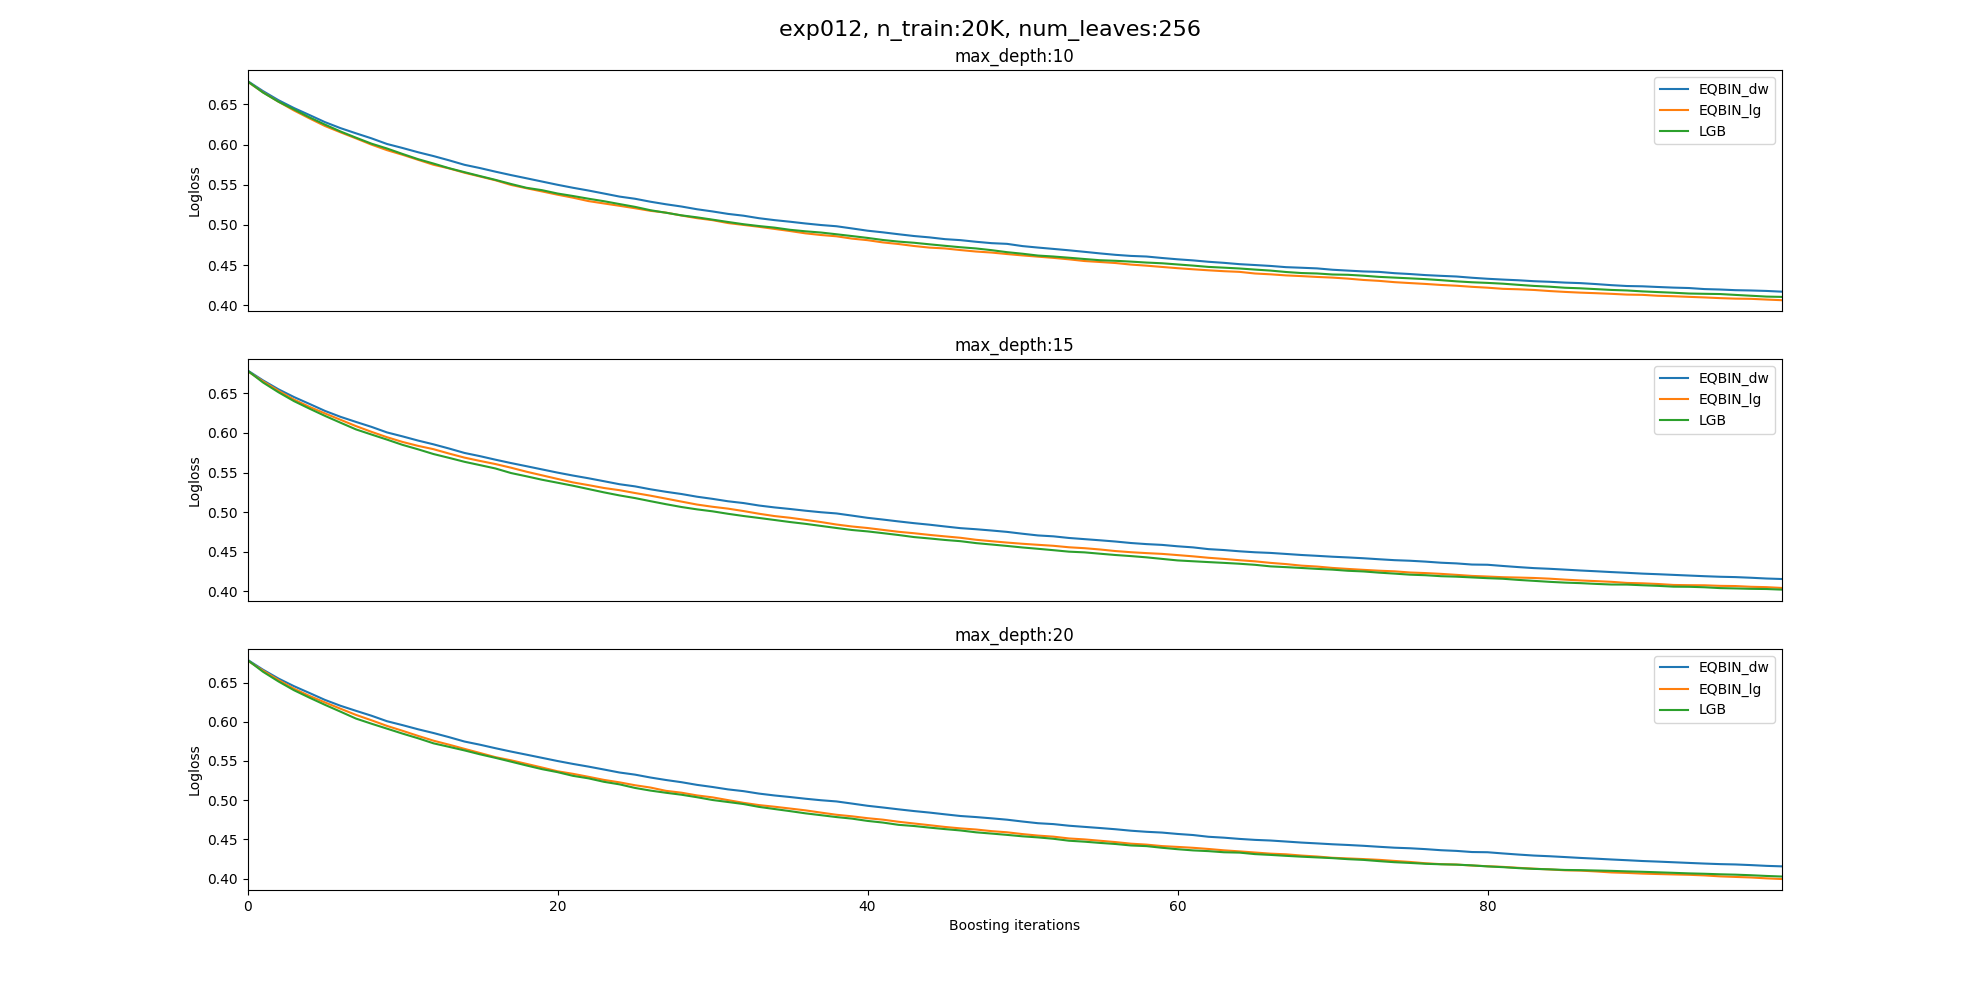 exp012, n_train:20K, num_leaves:256
max_depth:10
Logloss
0.65
0.60
0.55
0.50
0.45
0.40
EQBIN_dw
EQBIN_lg
LGB
max_depth:15
Logloss
0.65
0.60
0.55
0.50
0.45
0.40
EQBIN_dw
EQBIN_lg
LGB
max_depth:20
Logloss
0.65
0.60
0.55
0.50
0.45
0.40
EQBIN_dw
EQBIN_lg
LGB
0 20 40 60 80
Boosting iterations